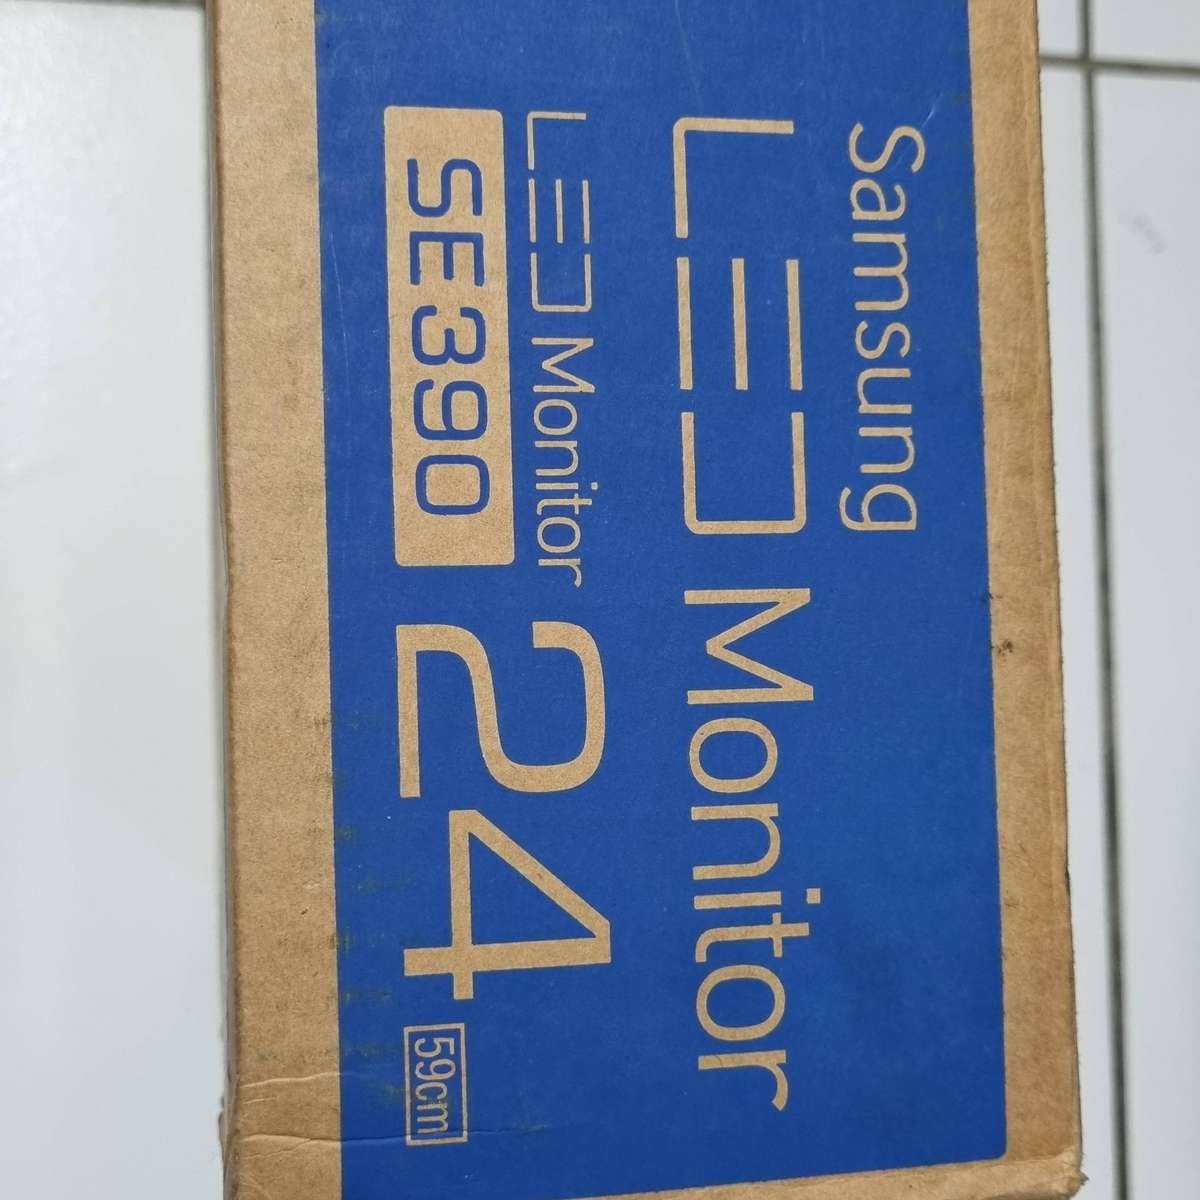 Samsung
LED Monitor
LED Monitor
SE390 24 59cm